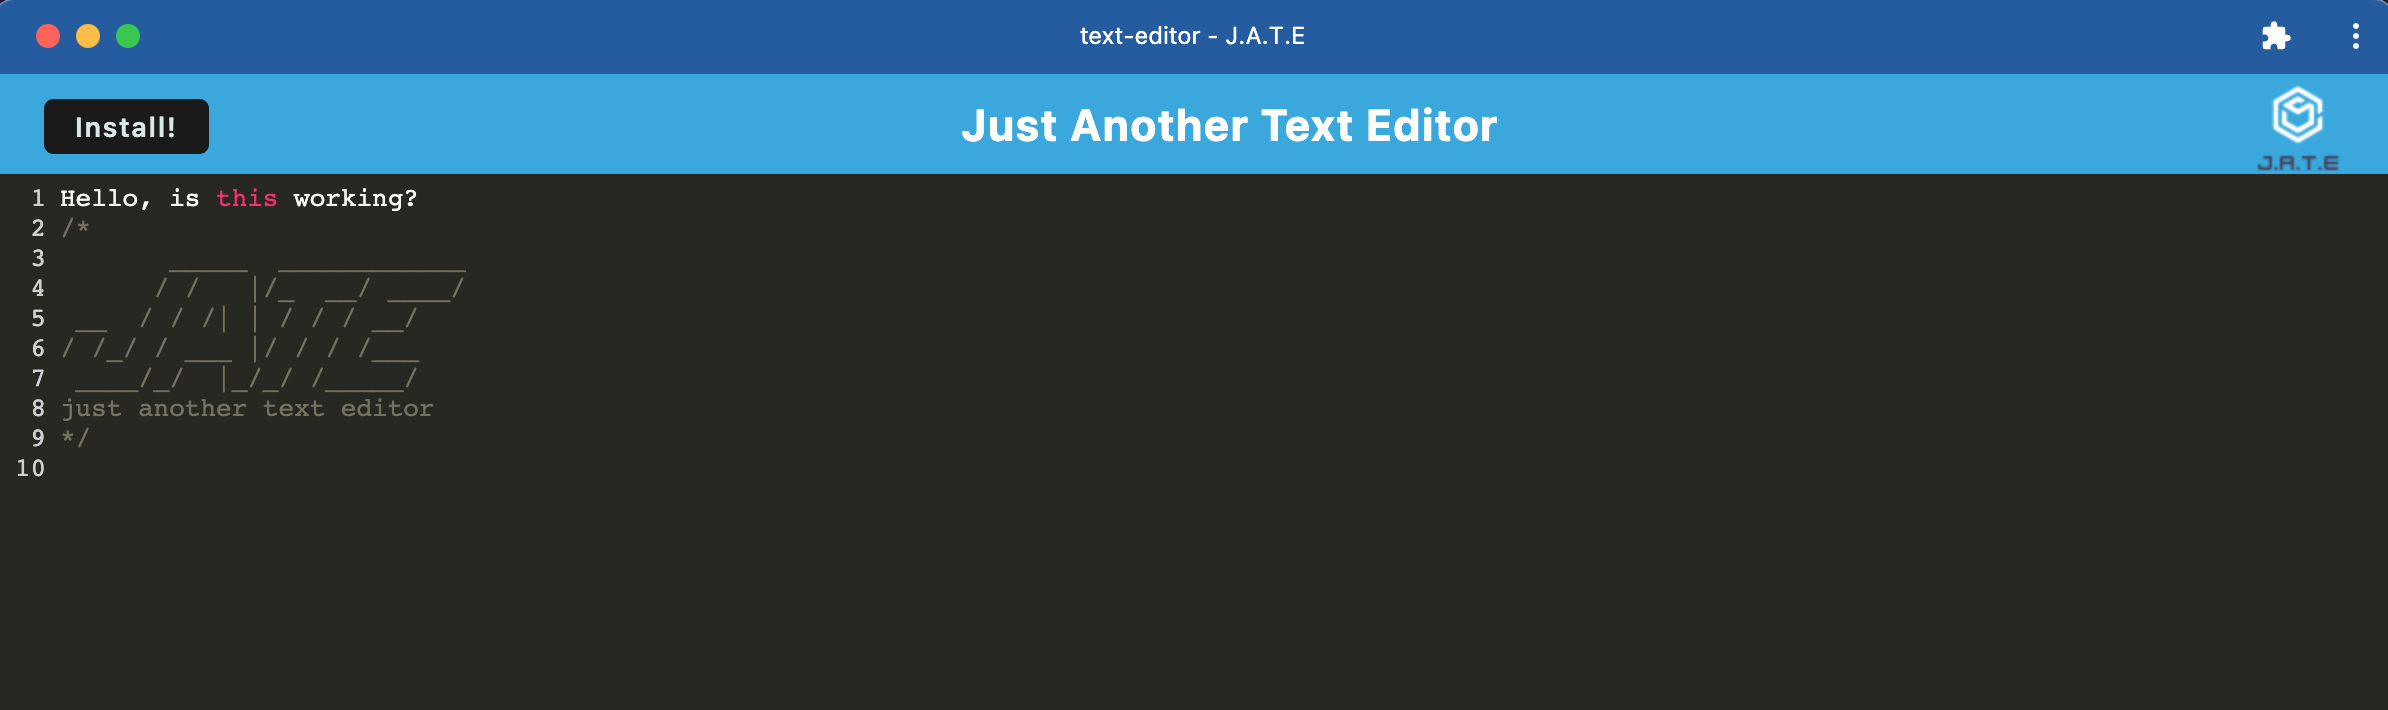 text-editor - J.A.T.E
Install!
Just Another Text Editor
J.A.T.E
1 Hello, is this working?
2 /*
3        _____  ____________
4       / /   |/_  __/ ____/
5  __  / / /| | / / / __/
6 / /_/ / ___ |/ / / /___
7  ____/_/  |_/_/ /_____/
8 just another text editor
9 */
10